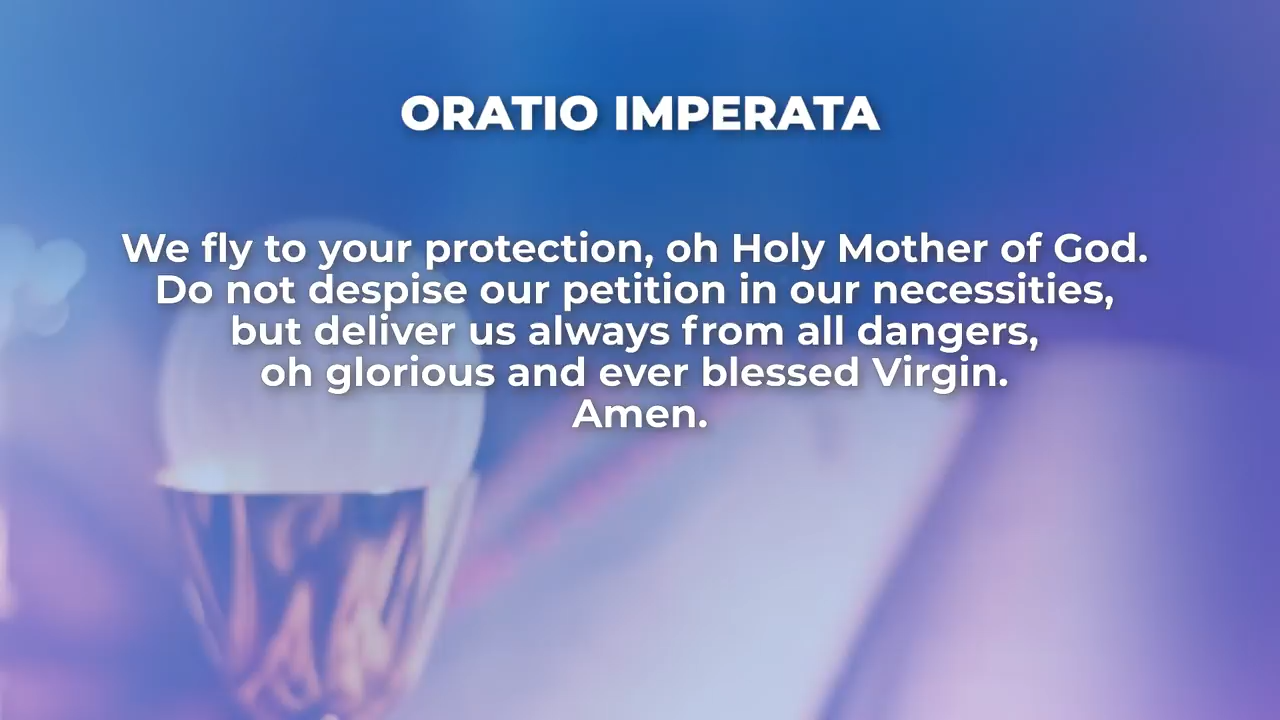 ORATIO IMPERATA
We fly to your protection, oh Holy Mother of God.
Do not despise our petition in our necessities,
but deliver us always from all dangers,
oh glorious and ever blessed Virgin.
Amen.